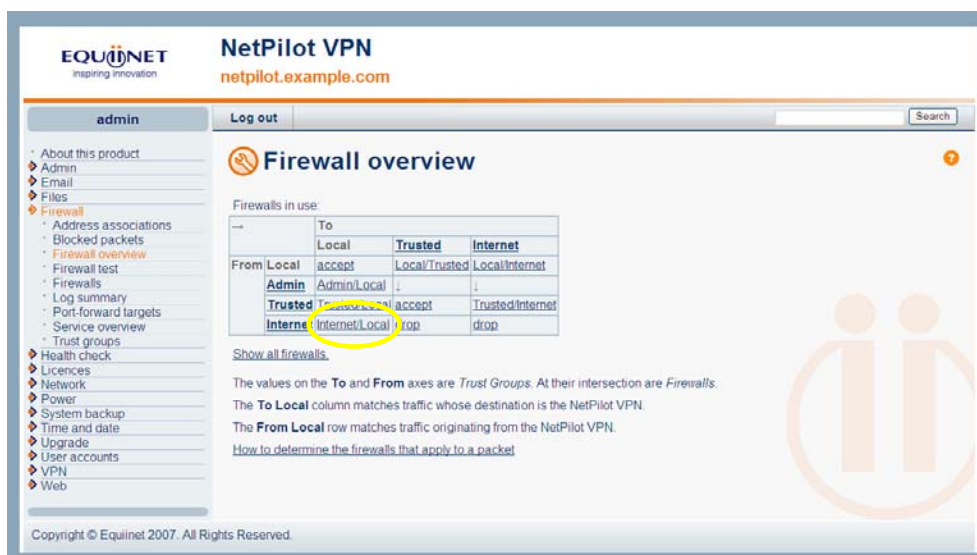 EQUiiNET
inspiring innovation
NetPilot VPN
netpilot.example.com
admin
Log out
Search
About this product
Admin
Email
Files
Firewall
Address associations
Blocked packets
Firewall overview
Firewall test
Firewalls
Log summary
Port-forward targets
Service overview
Trust groups
Health check
Licences
Network
Power
System backup
Time and date
Upgrade
User accounts
VPN
Web
Firewall overview
?
Firewalls in use:
→ To
Local Trusted Internet
From Local accept Local/Trusted Local/Internet
Admin Admin/Local ↓ ↓
Trusted Trusted/Local accept Trusted/Internet
Internet Internet/Local drop drop
Show all firewalls.
The values on the To and From axes are Trust Groups. At their intersection are Firewalls.
The To Local column matches traffic whose destination is the NetPilot VPN.
The From Local row matches traffic originating from the NetPilot VPN.
How to determine the firewalls that apply to a packet
ii
Copyright © Equiinet 2007. All Rights Reserved.